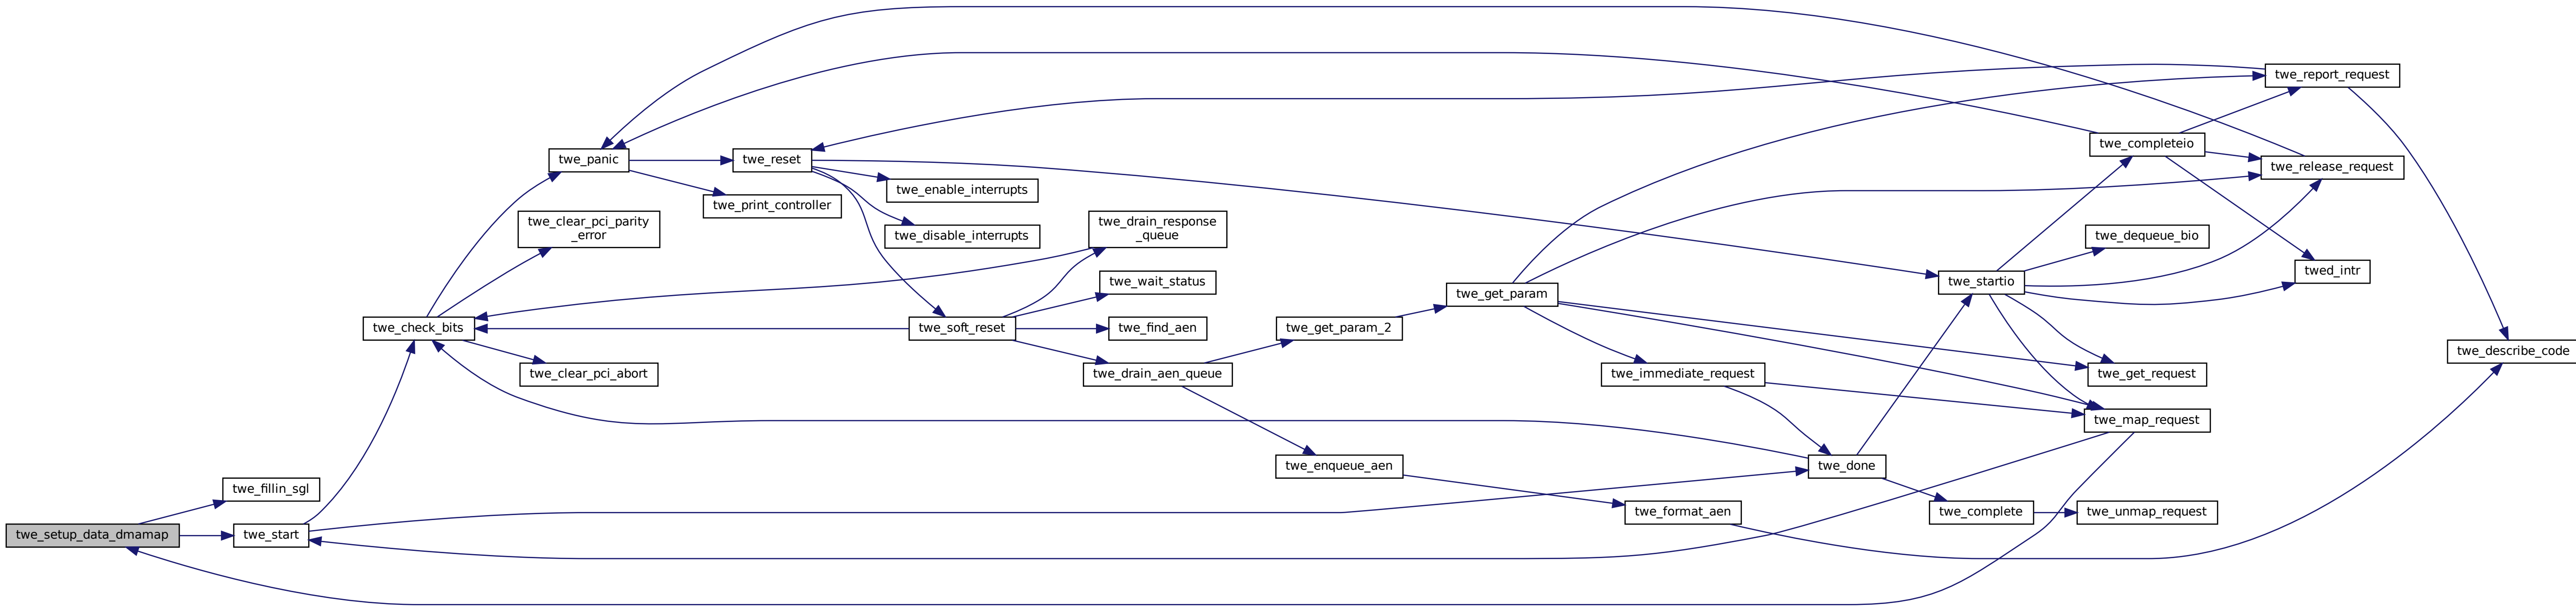 twe_report_request
twe_completeio
twe_panic
twe_reset
twe_release_request
twe_enable_interrupts
twe_print_controller
twe_clear_pci_parity
_error
twe_drain_response
_queue
twe_disable_interrupts
twe_dequeue_bio
twed_intr
twe_wait_status
twe_startio
twe_get_param
twe_check_bits
twe_soft_reset
twe_find_aen
twe_get_param_2
twe_describe_code
twe_clear_pci_abort
twe_drain_aen_queue
twe_immediate_request
twe_get_request
twe_map_request
twe_enqueue_aen
twe_done
twe_fillin_sgl
twe_format_aen
twe_complete
twe_unmap_request
twe_setup_data_dmamap
twe_start